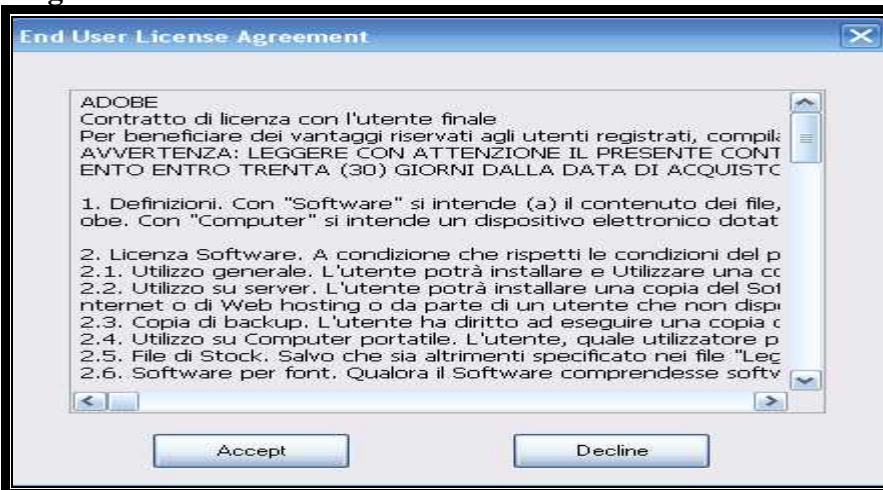 End User License Agreement
ADOBE
Contratto di licenza con l'utente finale
Per beneficiare dei vantaggi riservati agli utenti registrati, compila
AVVERTENZA: LEGGERE CON ATTENZIONE IL PRESENTE CONT
ENTO ENTRO TRENTA (30) GIORNI DALLA DATA DI ACQUISTO
1. Definizioni. Con "Software" si intende (a) il contenuto dei file,
obe. Con "Computer" si intende un dispositivo elettronico dotat
2. Licenza Software. A condizione che rispetti le condizioni del p
2.1. Utilizzo generale. L'utente potrà installare e Utilizzare una
2.2. Utilizzo su server. L'utente potrà installare una copia del
nternet o di Web hosting o da parte di un utente che non
2.3. Copia di backup. L'utente ha diritto ad eseguire una copia
2.4. Utilizzo su Computer portatile. L'utente, quale utilizzatore p
2.5. File di Stock. Salvo che sia altrimenti specificato nei file
2.6. Software per font. Qualora il Software comprendesse
Accept
Decline